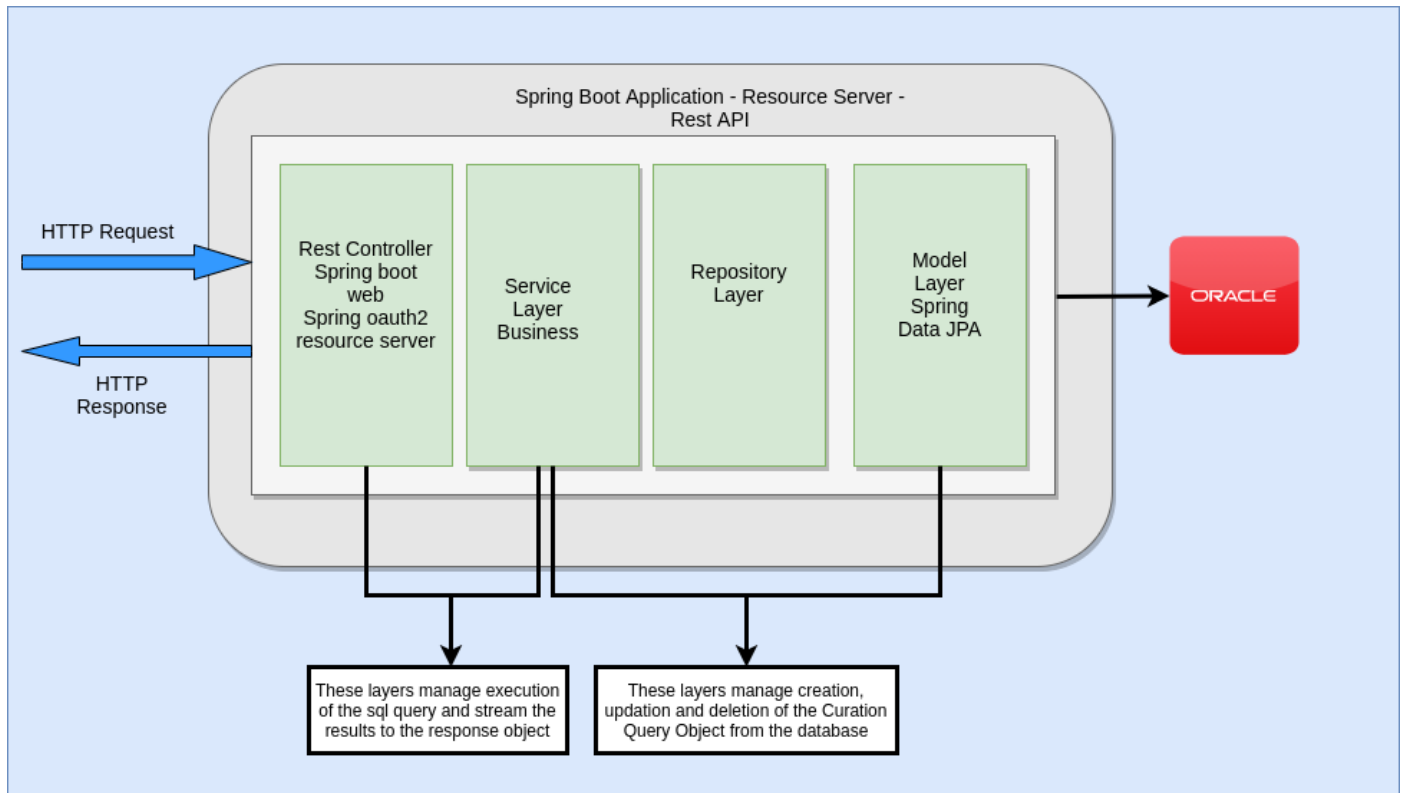 Spring Boot Application - Resource Server -
Rest API
HTTP Request
HTTP
Response
Rest Controller
Spring boot
web
Spring oauth2
resource server
Service
Layer
Business
Repository
Layer
Model
Layer
Spring
Data JPA
ORACLE
These layers manage execution
of the sql query and stream the
results to the response object
These layers manage creation,
updation and deletion of the Curation
Query Object from the database